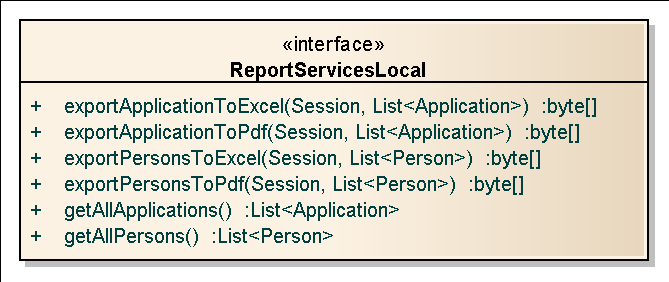 «interface»
ReportServicesLocal
+ exportApplicationToExcel(Session, List<Application>) :byte[]
+ exportApplicationToPdf(Session, List<Application>) :byte[]
+ exportPersonsToExcel(Session, List<Person>) :byte[]
+ exportPersonsToPdf(Session, List<Person>) :byte[]
+ getAllApplications() :List<Application>
+ getAllPersons() :List<Person>